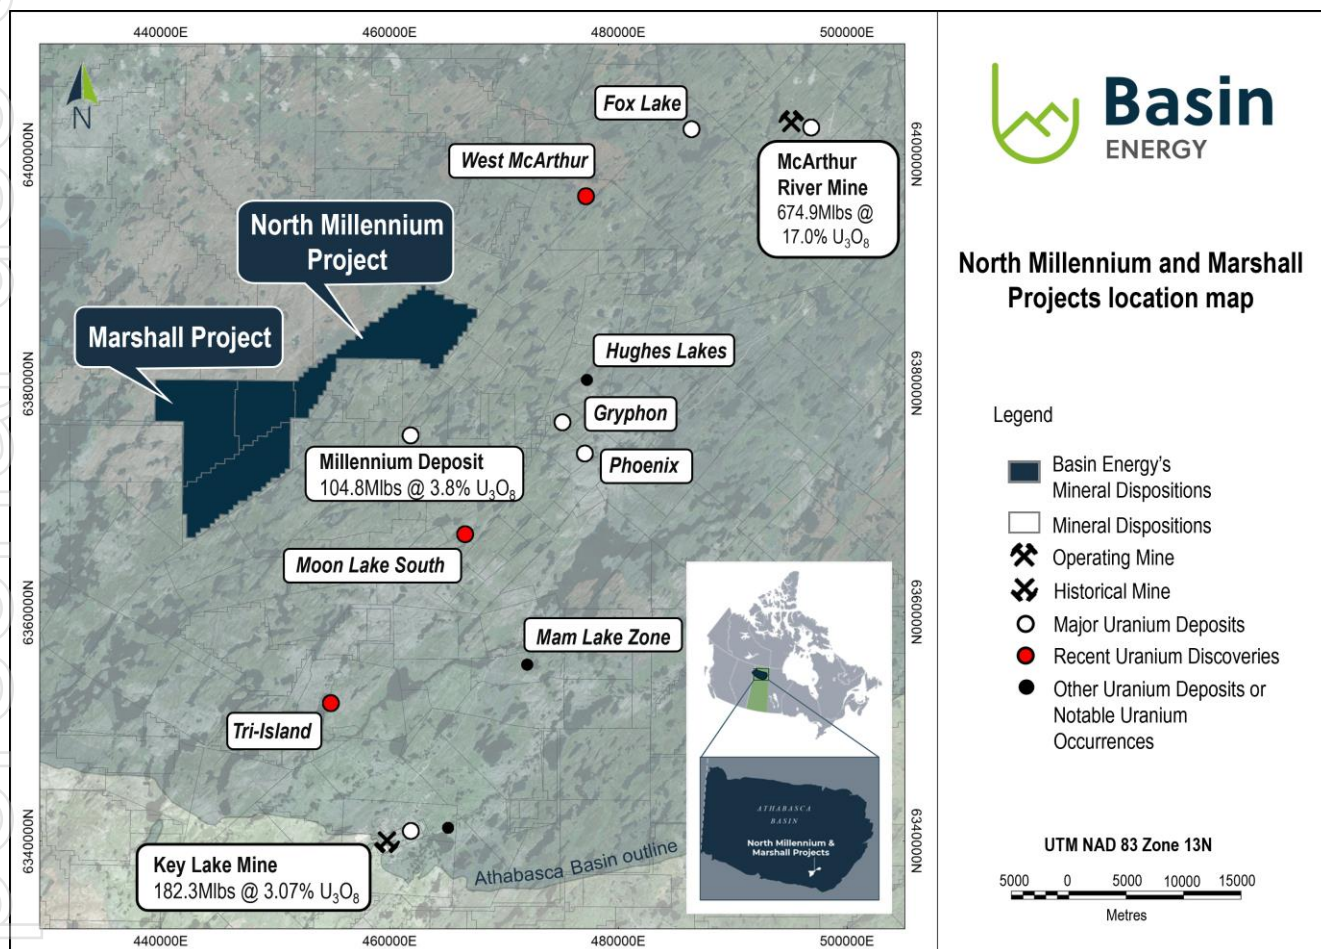 440000E
460000E
480000E
500000E
6400000N
6380000N
6360000N
6340000N
N
Fox Lake
West McArthur
McArthur
River Mine
674.9Mlbs @
17.0% U₃O₈
North Millennium
Project
Marshall Project
Hughes Lakes
Gryphon
Phoenix
Millennium Deposit
104.8Mlbs @ 3.8% U₃O₈
Moon Lake South
Mam Lake Zone
Tri-Island
Key Lake Mine
182.3Mlbs @ 3.07% U₃O₈
Athabasca Basin outline
ATHABASCA
BASIN
North Millennium &
Marshall Projects
6400000N
6380000N
6360000N
6340000N
440000E
460000E
480000E
500000E
Basin
ENERGY
North Millennium and Marshall
Projects location map
Legend
Basin Energy's
Mineral Dispositions
Mineral Dispositions
Operating Mine
Historical Mine
Major Uranium Deposits
Recent Uranium Discoveries
Other Uranium Deposits or
Notable Uranium
Occurrences
UTM NAD 83 Zone 13N
5000 0 5000 10000 15000
Metres